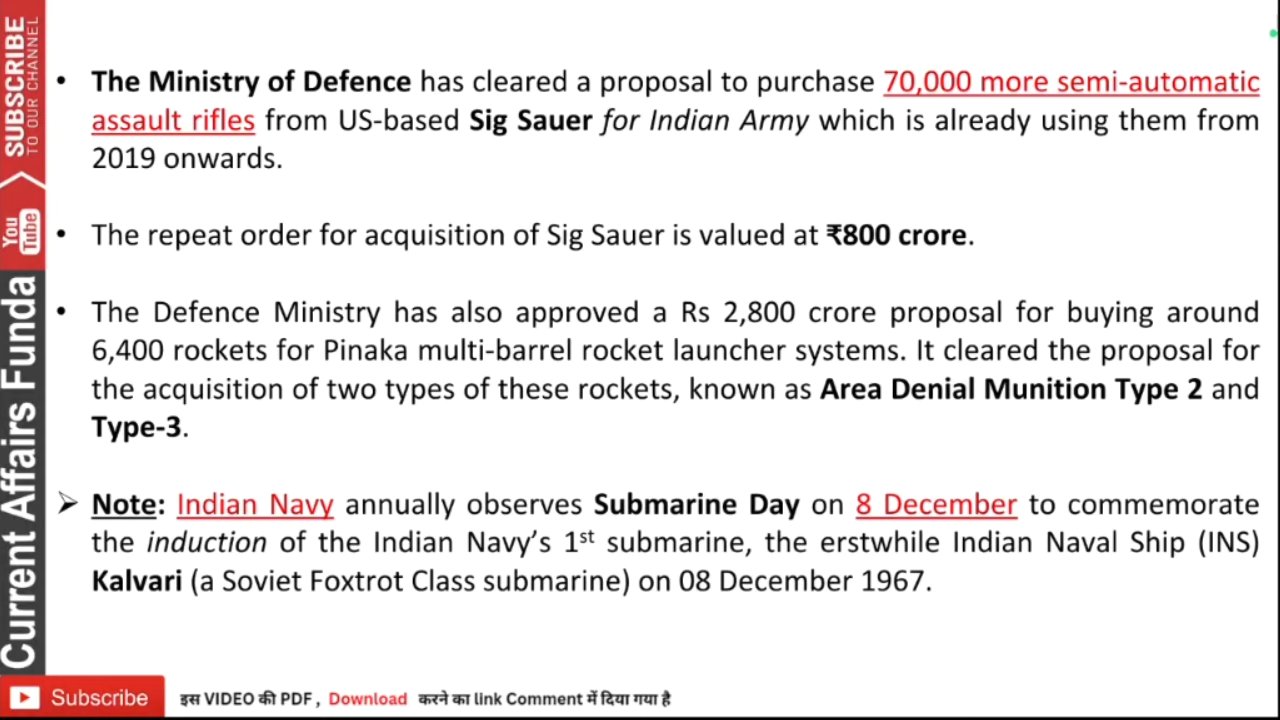 SUBSCRIBE
TO OUR CHANNEL
You
Tube
Current Affairs Funda
• The Ministry of Defence has cleared a proposal to purchase 70,000 more semi-automatic
assault rifles from US-based Sig Sauer for Indian Army which is already using them from
2019 onwards.
• The repeat order for acquisition of Sig Sauer is valued at ₹800 crore.
• The Defence Ministry has also approved a Rs 2,800 crore proposal for buying around
6,400 rockets for Pinaka multi-barrel rocket launcher systems. It cleared the proposal for
the acquisition of two types of these rockets, known as Area Denial Munition Type 2 and
Type-3.
➢ Note: Indian Navy annually observes Submarine Day on 8 December to commemorate
the induction of the Indian Navy’s 1st submarine, the erstwhile Indian Naval Ship (INS)
Kalvari (a Soviet Foxtrot Class submarine) on 08 December 1967.
Subscribe
इस VIDEO की PDF , Download करने का link Comment में दिया गया है